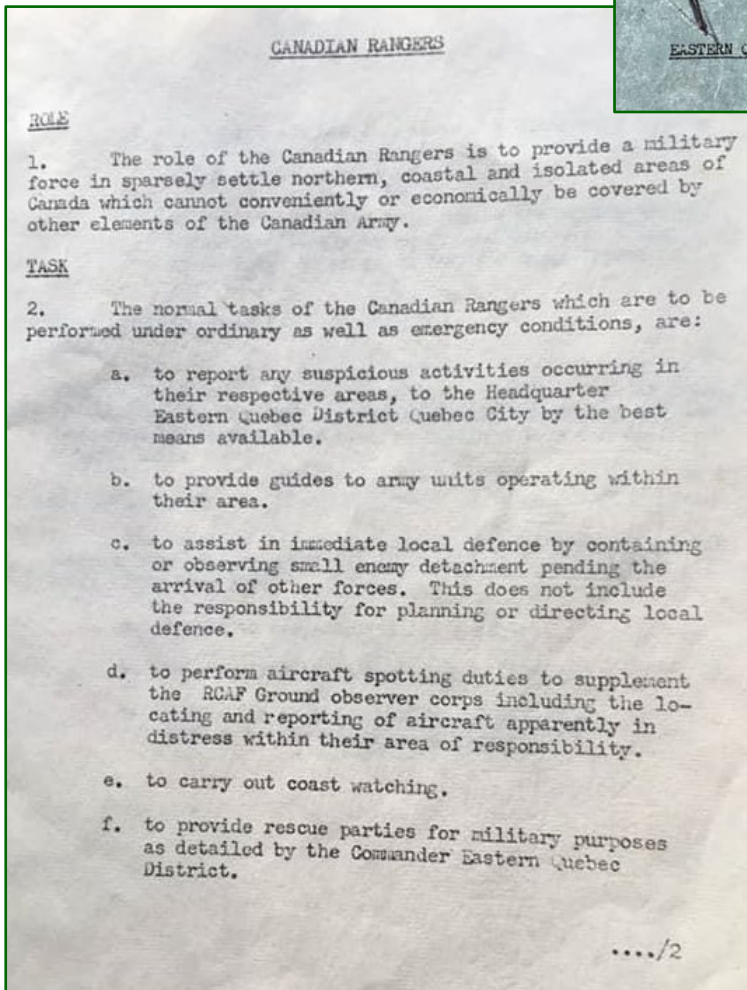 EASTERN
CANADIAN RANGERS
ROLE
1. The role of the Canadian Rangers is to provide a military
force in sparsely settle northern, coastal and isolated areas of
Canada which cannot conveniently or economically be covered by
other elements of the Canadian Army.
TASK
2. The normal tasks of the Canadian Rangers which are to be
performed under ordinary as well as emergency conditions, are:
a. to report any suspicious activities occurring in
their respective areas, to the Headquarter
Eastern Quebec District Quebec City by the best
means available.
b. to provide guides to army units operating within
their area.
c. to assist in immediate local defence by containing
or observing small enemy detachment pending the
arrival of other forces. This does not include
the responsibility for planning or directing local
defence.
d. to perform aircraft spotting duties to supplement
the RCAF Ground observer corps including the lo-
cating and reporting of aircraft apparently in
distress within their area of responsibility.
e. to carry out coast watching.
f. to provide rescue parties for military purposes
as detailed by the Commander Eastern Quebec
District.
..../2